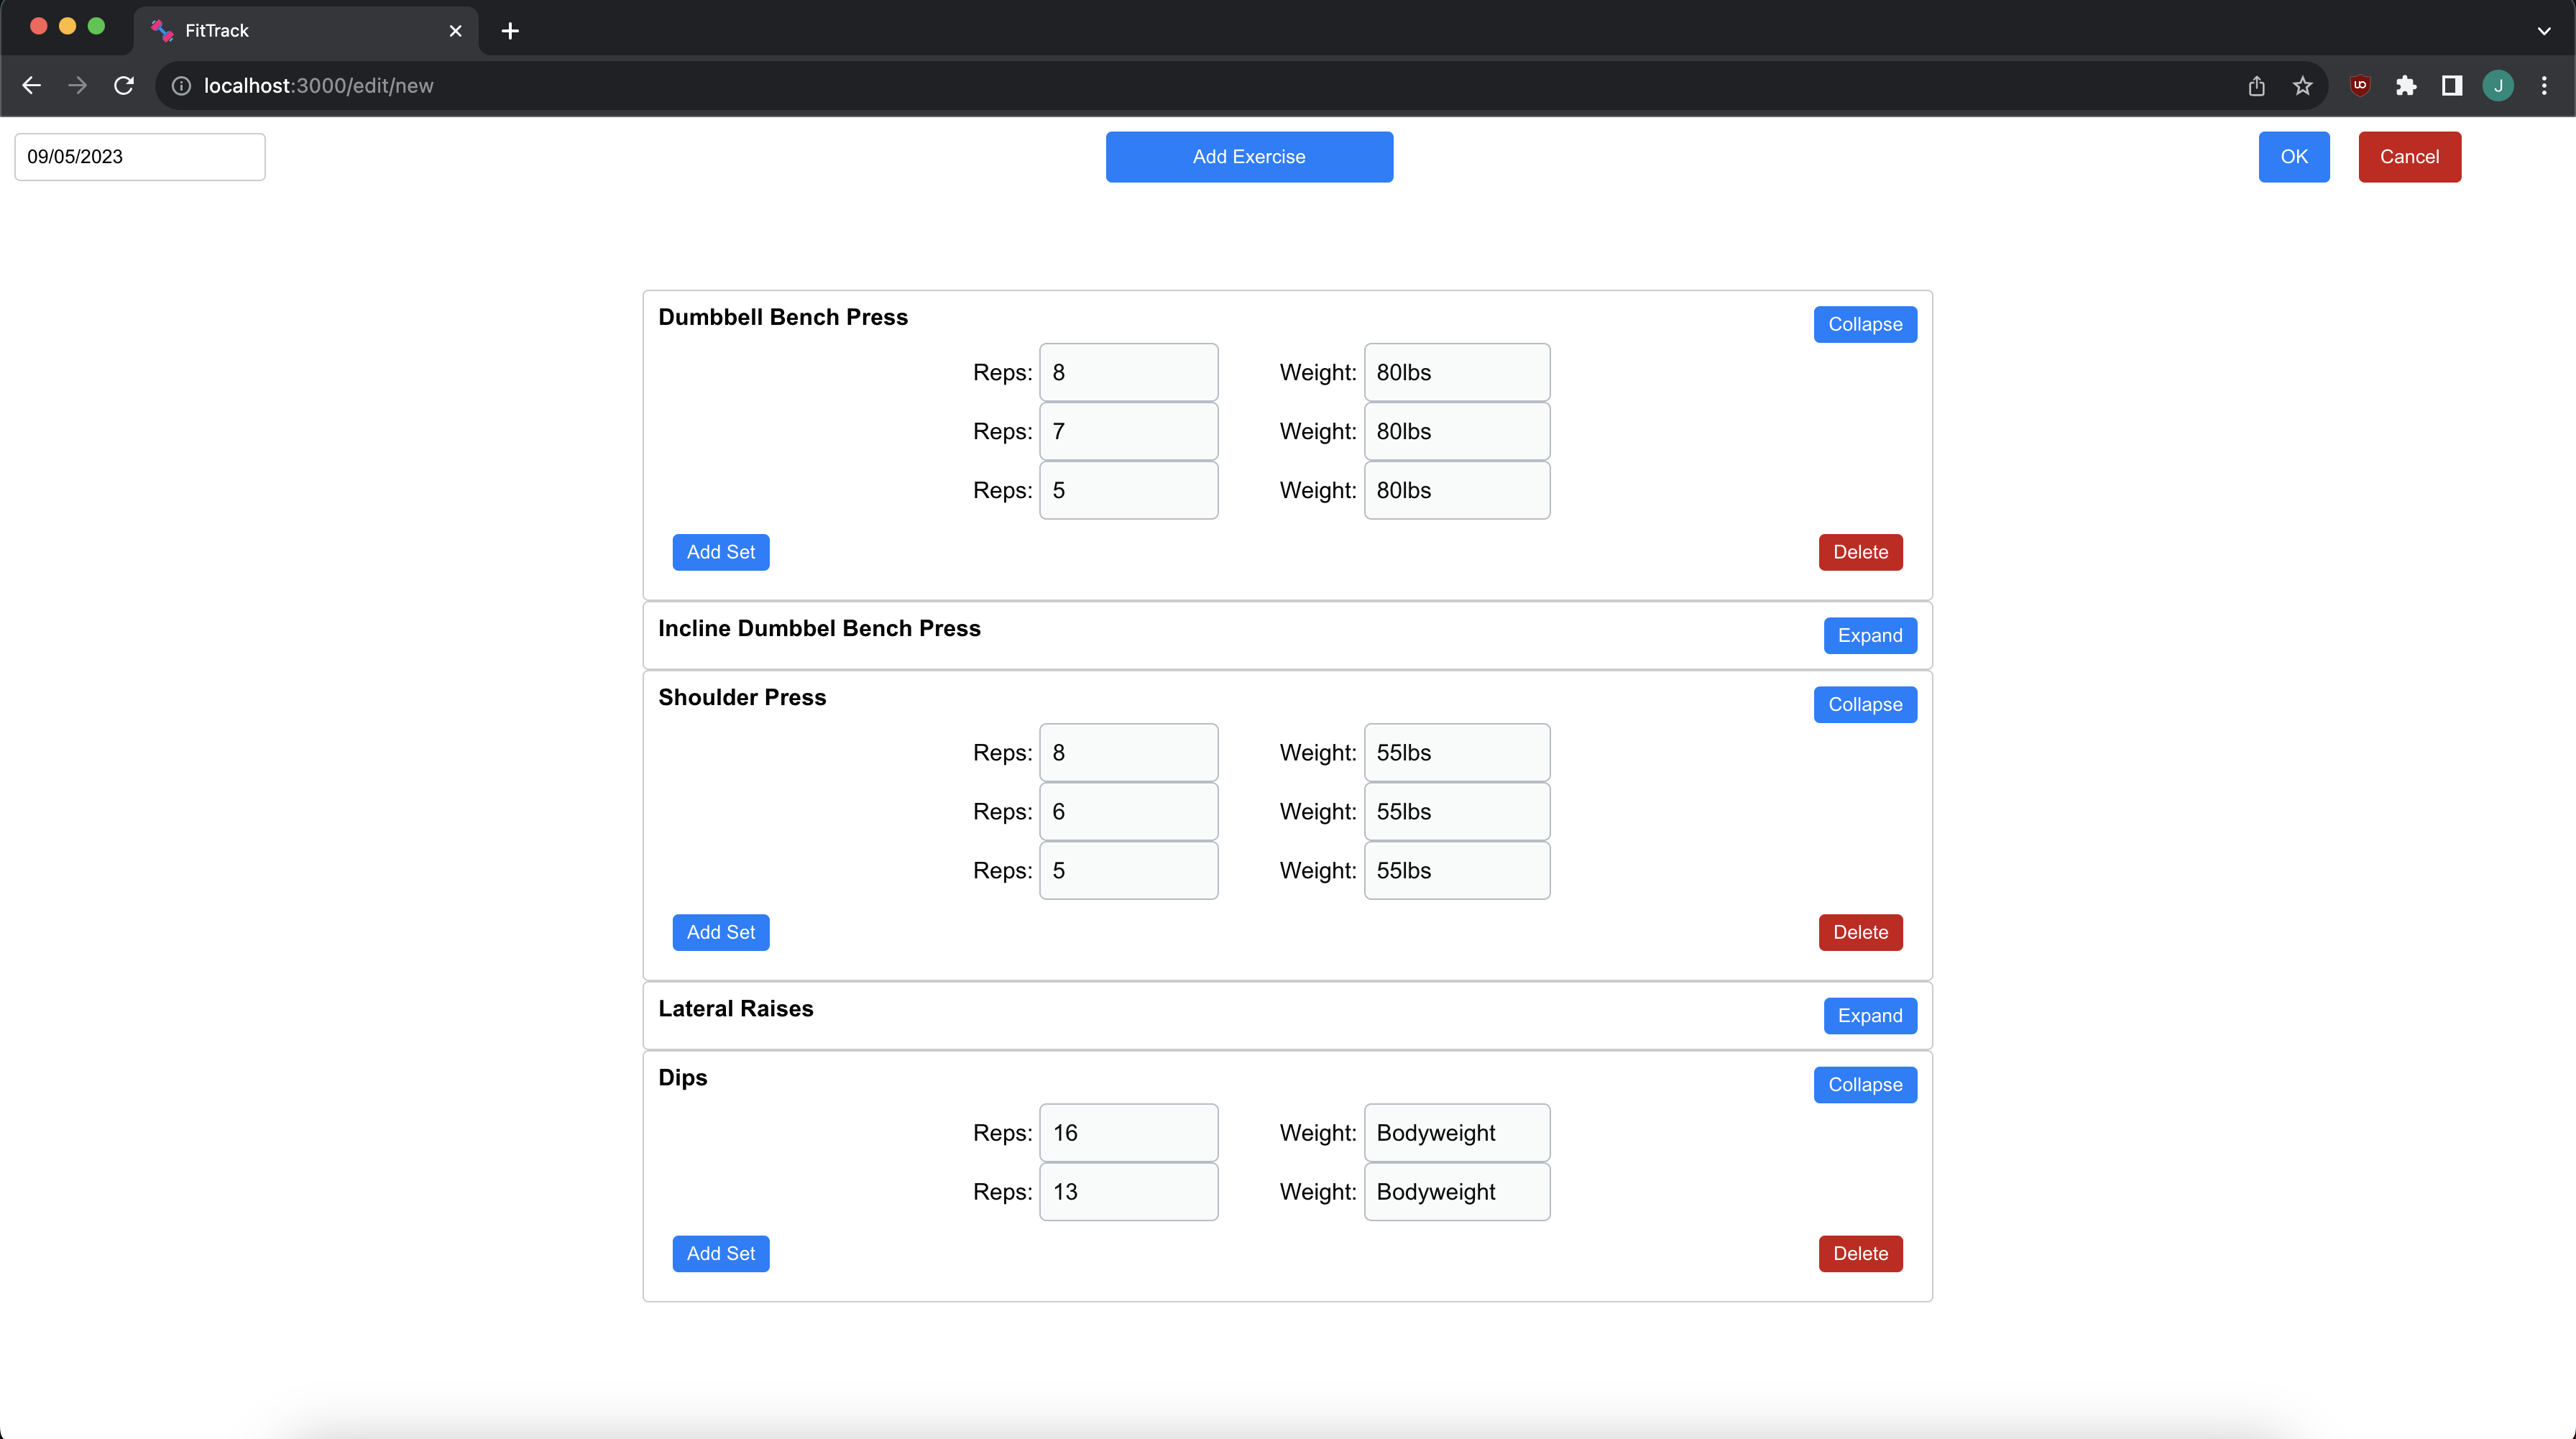 FitTrack
localhost:3000/edit/new
J
09/05/2023
Add Exercise
OK
Cancel
Dumbbell Bench Press
Collapse
Reps: 8 Weight: 80lbs
Reps: 7 Weight: 80lbs
Reps: 5 Weight: 80lbs
Add Set
Delete
Incline Dumbbel Bench Press
Expand
Shoulder Press
Collapse
Reps: 8 Weight: 55lbs
Reps: 6 Weight: 55lbs
Reps: 5 Weight: 55lbs
Add Set
Delete
Lateral Raises
Expand
Dips
Collapse
Reps: 16 Weight: Bodyweight
Reps: 13 Weight: Bodyweight
Add Set
Delete